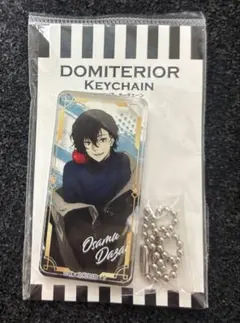 DOMITERIOR
KEYCHAIN
Osamu
Dazai